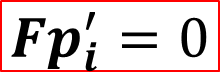 𝑭𝒑′ᵢ = 0